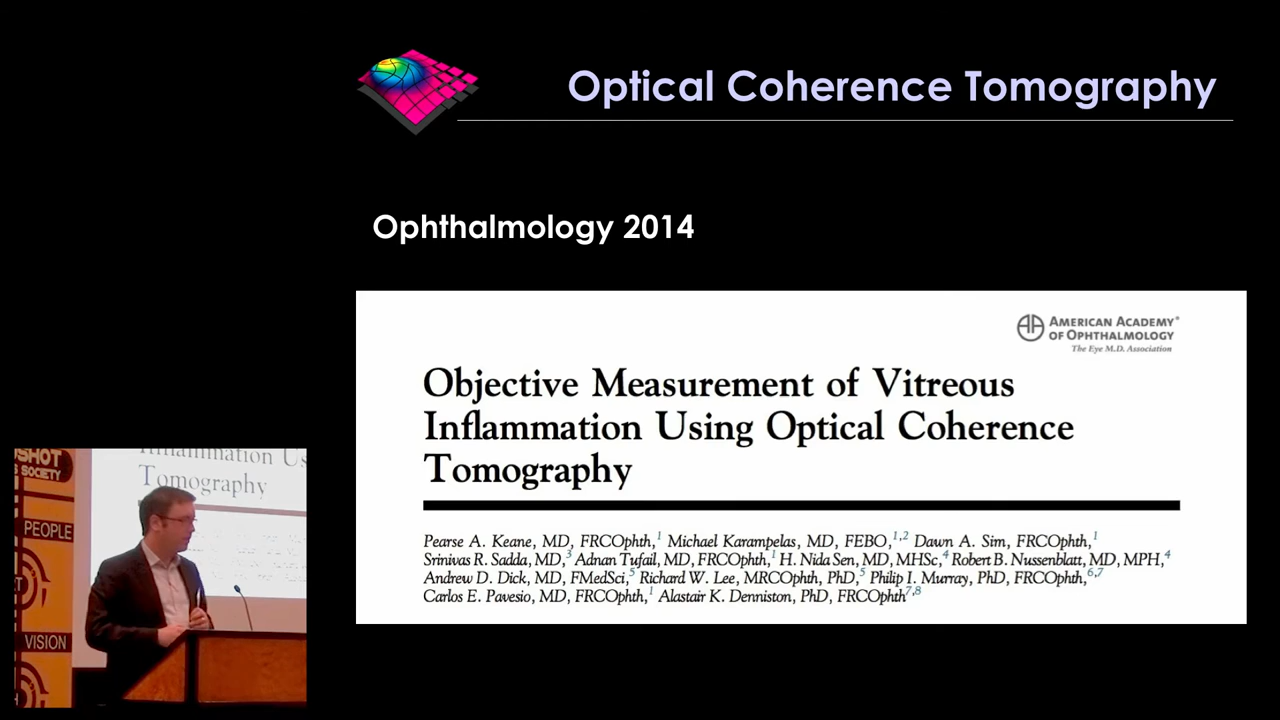 Optical Coherence Tomography
Ophthalmology 2014
AMERICAN ACADEMY®
OF OPHTHALMOLOGY
The Eye M.D. Association
Objective Measurement of Vitreous
Inflammation Using Optical Coherence
Tomography
Pearse A. Keane, MD, FRCOphth,1 Michael Karampelas, MD, FEBO,1,2 Dawn A. Sim, FRCOphth,1
Srinivas R. Sadda, MD,3 Adnan Tufail, MD, FRCOphth,1 H. Nida Sen, MD, MHSc,4 Robert B. Nussenblatt, MD, MPH,4
Andrew D. Dick, MD, FMedSci,5 Richard W. Lee, MRCOphth, PhD,5 Philip I. Murray, PhD, FRCOphth,6,7
Carlos E. Pavesio, MD, FRCOphth,1 Alastair K. Denniston, PhD, FRCOphth7,8
SHOT
S SOCIETY
PEOPLE
VISION
Inflammation Us
Tomography